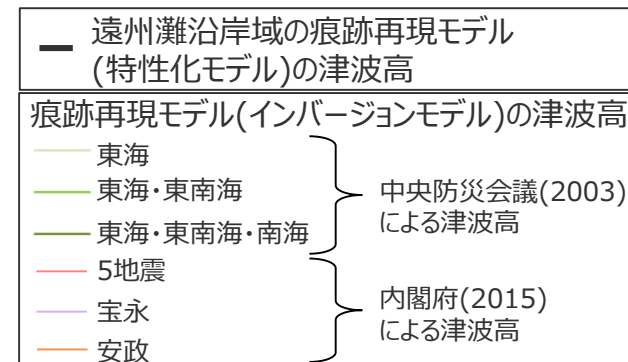 遠州灘沿岸域の痕跡再現モデル
(特性化モデル)の津波高
痕跡再現モデル(インバージョンモデル)の津波高
東海
東海・東南海
東海・東南海・南海
中央防災会議(2003)
による津波高
5地震
宝永
安政
内閣府(2015)
による津波高